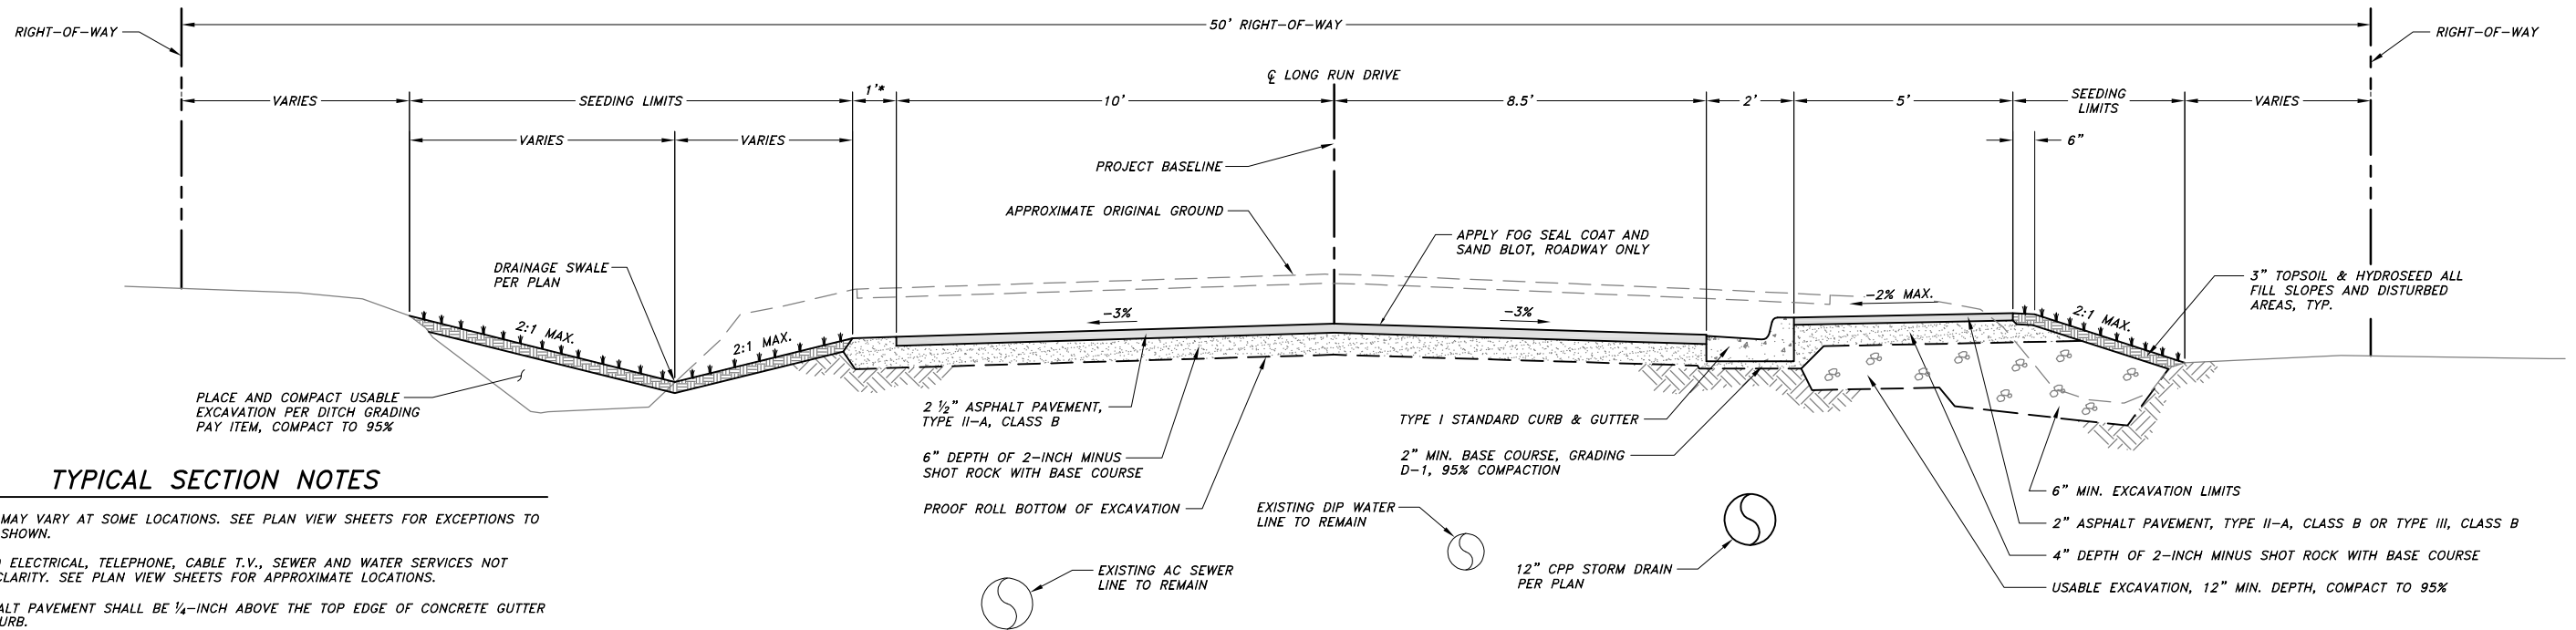 50' RIGHT-OF-WAY
RIGHT-OF-WAY
RIGHT-OF-WAY
℄ LONG RUN DRIVE
VARIES
SEEDING LIMITS
1'*
10'
8.5'
2'
5'
SEEDING
LIMITS
VARIES
VARIES
VARIES
6"
PROJECT BASELINE
APPROXIMATE ORIGINAL GROUND
APPLY FOG SEAL COAT AND
SAND BLOT, ROADWAY ONLY
DRAINAGE SWALE
PER PLAN
3" TOPSOIL & HYDROSEED ALL
FILL SLOPES AND DISTURBED
AREAS, TYP.
-2% MAX.
-3%
-3%
2:1 MAX.
2:1 MAX.
2:1 MAX.
PLACE AND COMPACT USABLE
EXCAVATION PER DITCH GRADING
PAY ITEM, COMPACT TO 95%
2 ½" ASPHALT PAVEMENT,
TYPE II-A, CLASS B
6" DEPTH OF 2-INCH MINUS
SHOT ROCK WITH BASE COURSE
PROOF ROLL BOTTOM OF EXCAVATION
TYPE I STANDARD CURB & GUTTER
2" MIN. BASE COURSE, GRADING
D-1, 95% COMPACTION
EXISTING DIP WATER
LINE TO REMAIN
EXISTING AC SEWER
LINE TO REMAIN
12" CPP STORM DRAIN
PER PLAN
6" MIN. EXCAVATION LIMITS
2" ASPHALT PAVEMENT, TYPE II-A, CLASS B OR TYPE III, CLASS B
4" DEPTH OF 2-INCH MINUS SHOT ROCK WITH BASE COURSE
USABLE EXCAVATION, 12" MIN. DEPTH, COMPACT TO 95%
TYPICAL SECTION NOTES
MAY VARY AT SOME LOCATIONS. SEE PLAN VIEW SHEETS FOR EXCEPTIONS TO
SHOWN.
ELECTRICAL, TELEPHONE, CABLE T.V., SEWER AND WATER SERVICES NOT
CLARITY. SEE PLAN VIEW SHEETS FOR APPROXIMATE LOCATIONS.
PAVEMENT SHALL BE ¼-INCH ABOVE THE TOP EDGE OF CONCRETE GUTTER